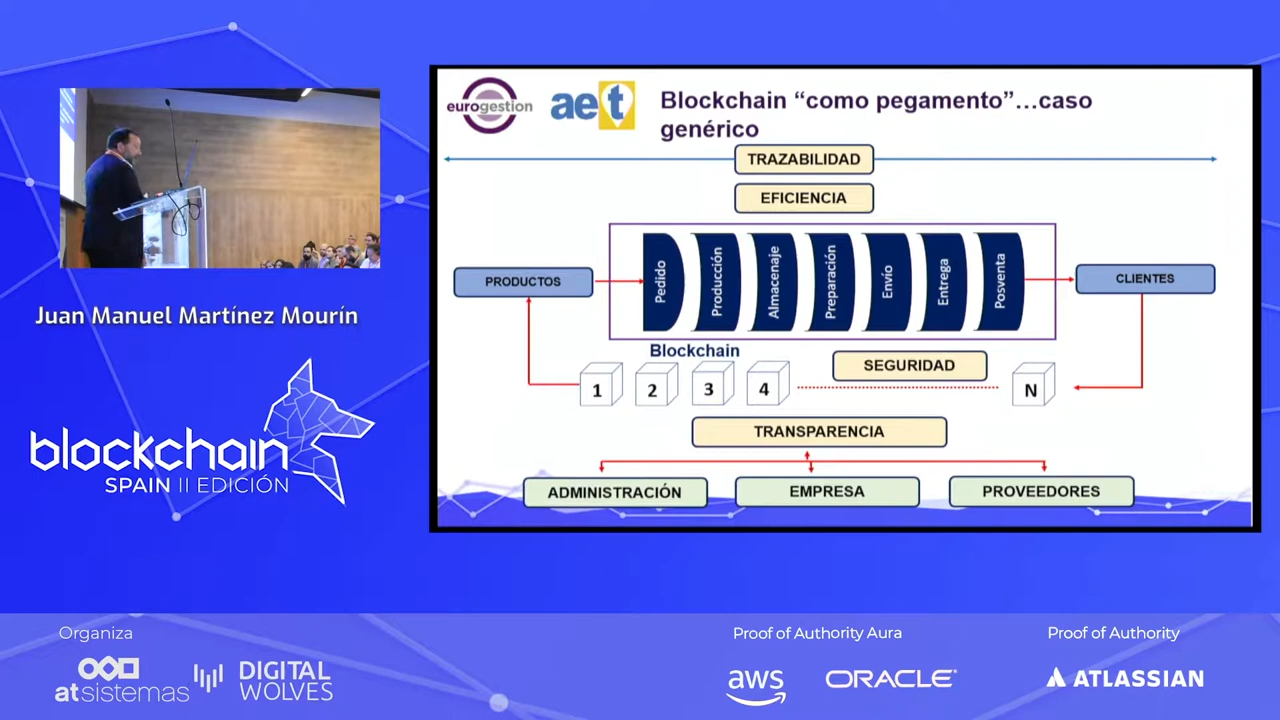 Juan Manuel Martínez Mourín
blockchain
SPAIN II EDICIÓN
eurogestion
aet
Blockchain “como pegamento”...caso
genérico
TRAZABILIDAD
EFICIENCIA
PRODUCTOS
Pedido
Producción
Almacenaje
Preparación
Envío
Entrega
Posventa
CLIENTES
Blockchain
SEGURIDAD
1 2 3 4 N
TRANSPARENCIA
ADMINISTRACIÓN EMPRESA PROVEEDORES
Organiza
atsistemas
DIGITAL
WOLVES
Proof of Authority Aura
aws ORACLE
Proof of Authority
ATLASSIAN